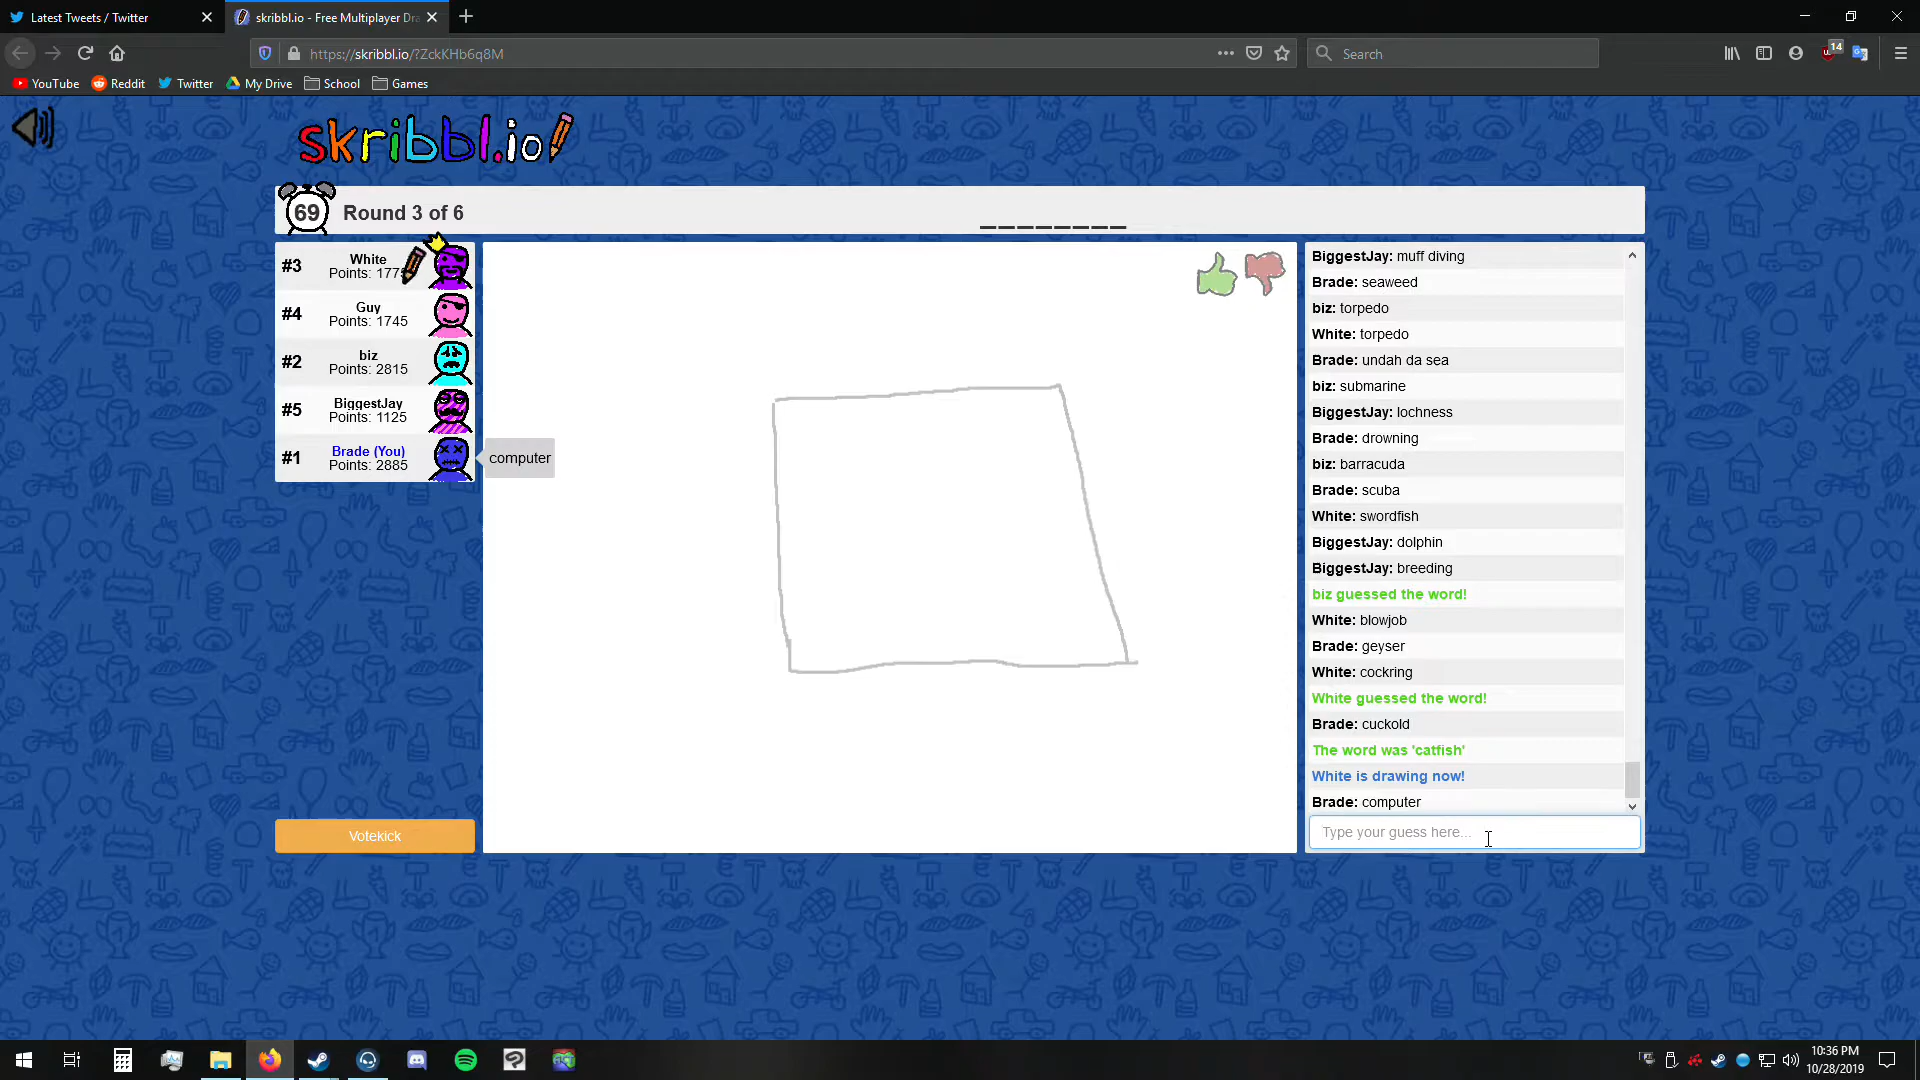 Latest Tweets / Twitter
skribbl.io - Free Multiplayer Dra
https://skribbl.io/?ZckKHb6q8M
Search
14
YouTube
Reddit
Twitter
My Drive
School
Games
skribbl.io
69
Round 3 of 6
________
#3
White
Points: 177
#4
Guy
Points: 1745
#2
biz
Points: 2815
#5
BiggestJay
Points: 1125
#1
Brade (You)
Points: 2885
computer
Votekick
BiggestJay: muff diving
Brade: seaweed
biz: torpedo
White: torpedo
Brade: undah da sea
biz: submarine
BiggestJay: lochness
Brade: drowning
biz: barracuda
Brade: scuba
White: swordfish
BiggestJay: dolphin
BiggestJay: breeding
biz guessed the word!
White: blowjob
Brade: geyser
White: cockring
White guessed the word!
Brade: cuckold
The word was 'catfish'
White is drawing now!
Brade: computer
Type your guess here...
10:36 PM
10/28/2019